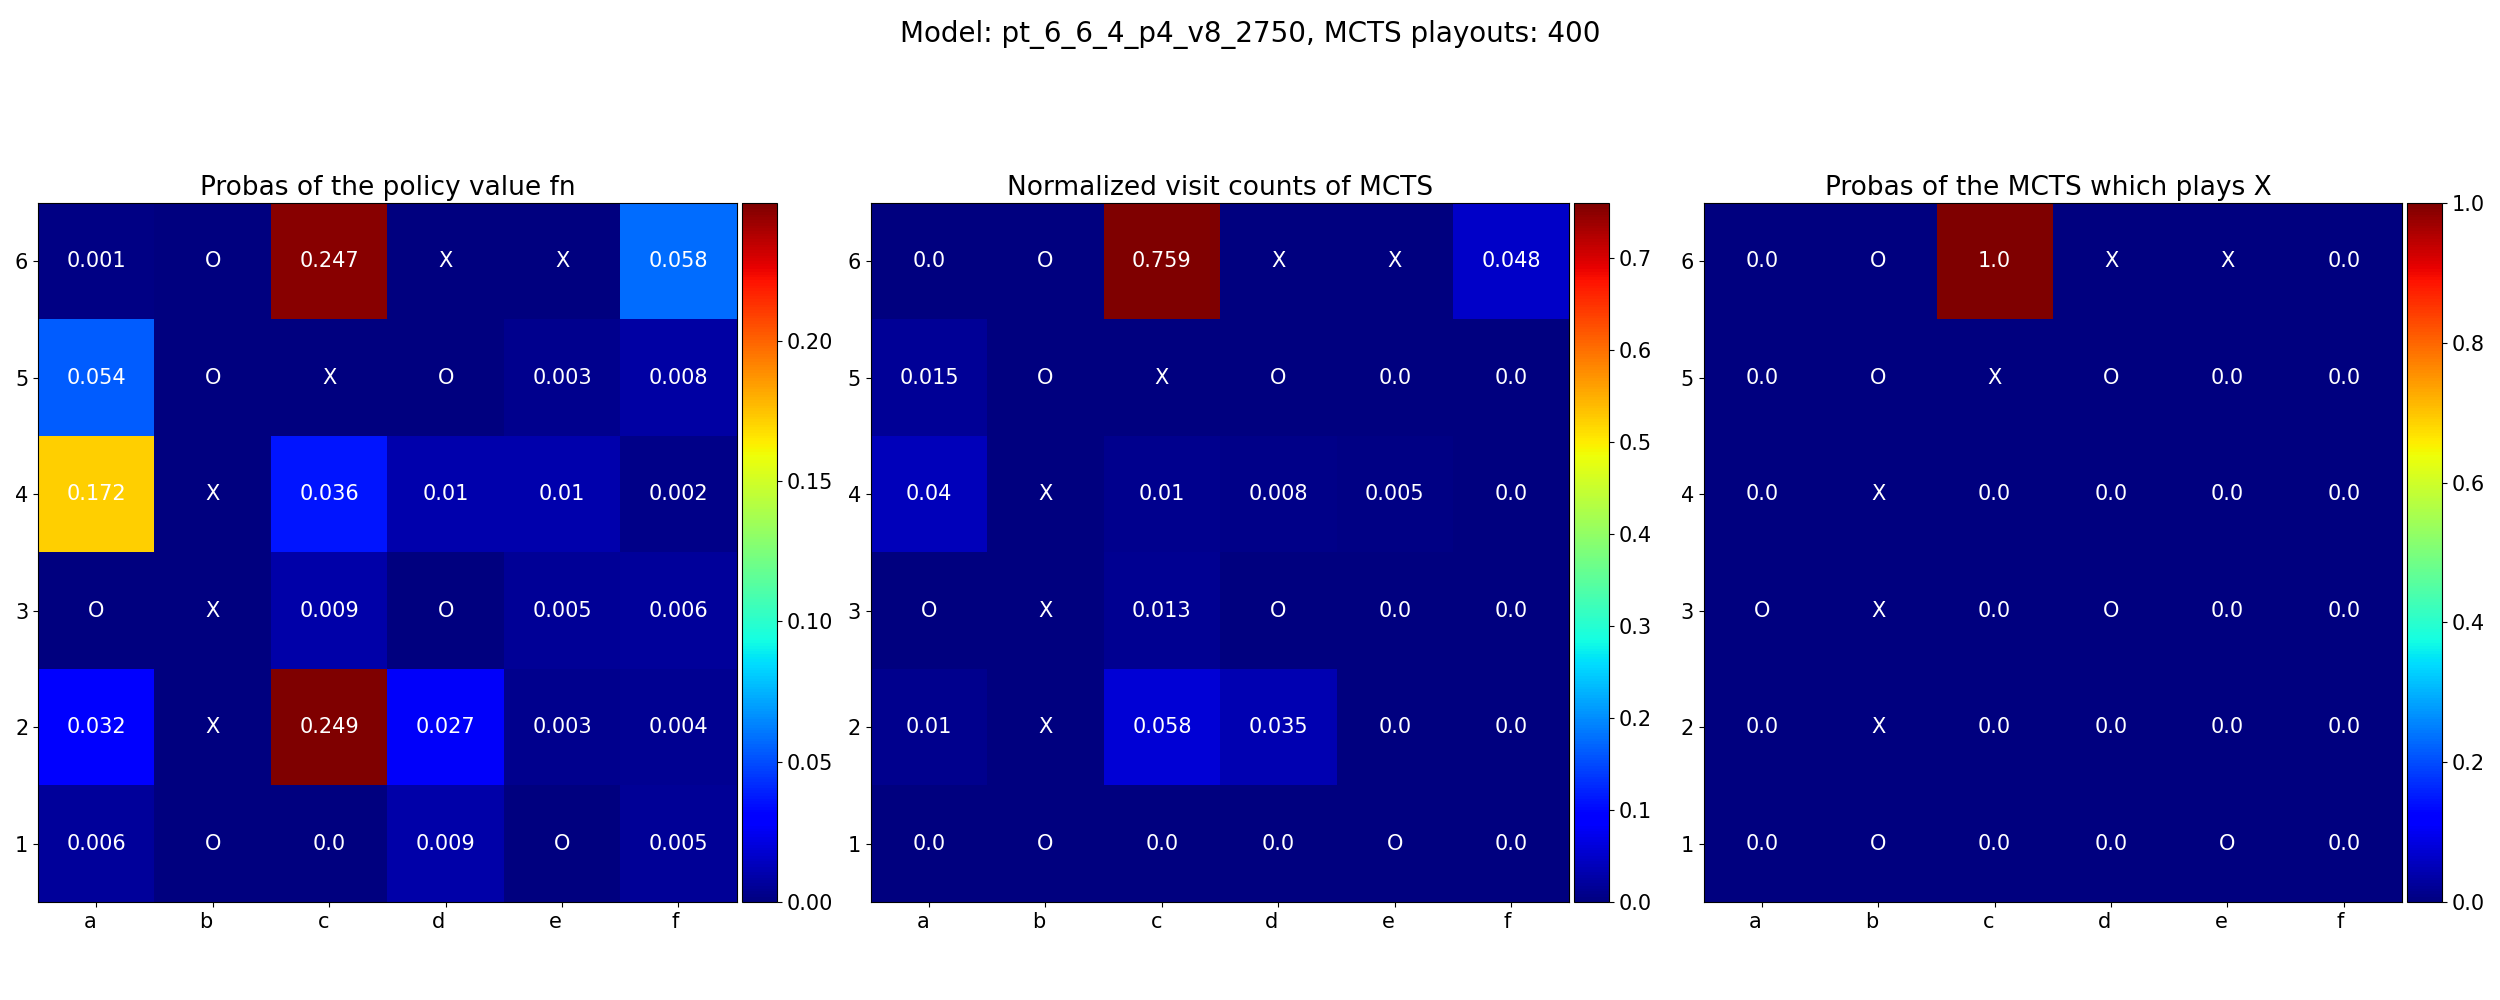 Model: pt_6_6_4_p4_v8_2750, MCTS playouts: 400
Probas of the policy value fn
6 0.001 O 0.247 X X 0.058
5 0.054 O X O 0.003 0.008
4 0.172 X 0.036 0.01 0.01 0.002
3 O X 0.009 O 0.005 0.006
2 0.032 X 0.249 0.027 0.003 0.004
1 0.006 O 0.0 0.009 O 0.005
a b c d e f
0.20
0.15
0.10
0.05
0.00
Normalized visit counts of MCTS
6 0.0 O 0.759 X X 0.048
5 0.015 O X O 0.0 0.0
4 0.04 X 0.01 0.008 0.005 0.0
3 O X 0.013 O 0.0 0.0
2 0.01 X 0.058 0.035 0.0 0.0
1 0.0 O 0.0 0.0 O 0.0
a b c d e f
0.7
0.6
0.5
0.4
0.3
0.2
0.1
0.0
Probas of the MCTS which plays X
6 0.0 O 1.0 X X 0.0
5 0.0 O X O 0.0 0.0
4 0.0 X 0.0 0.0 0.0 0.0
3 O X 0.0 O 0.0 0.0
2 0.0 X 0.0 0.0 0.0 0.0
1 0.0 O 0.0 0.0 O 0.0
a b c d e f
1.0
0.8
0.6
0.4
0.2
0.0